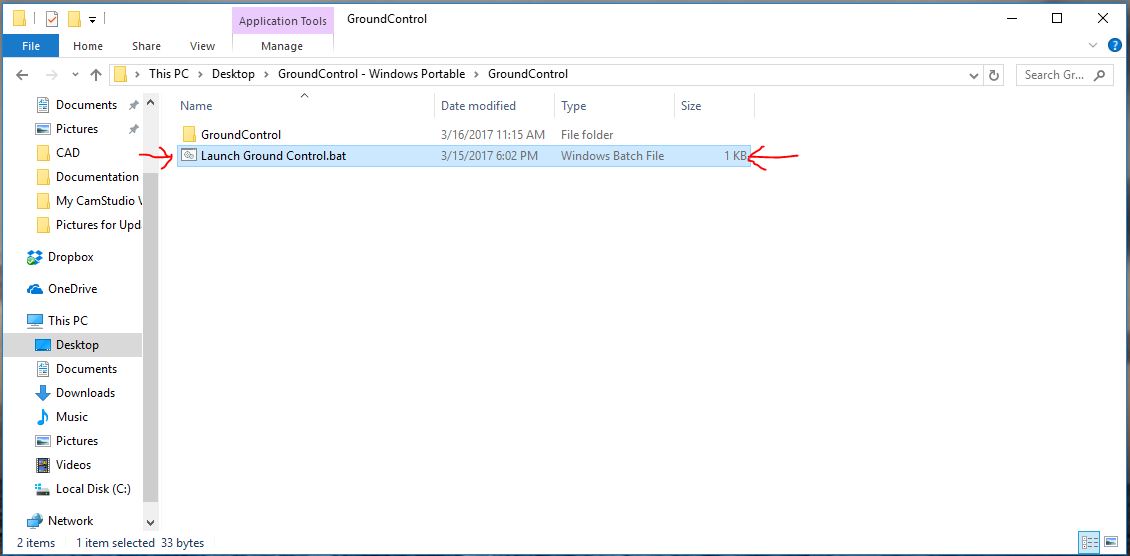 Application Tools GroundControl
File Home Share View Manage
This PC Desktop GroundControl - Windows Portable GroundControl Search Gr...
Name Date modified Type Size
GroundControl 3/16/2017 11:15 AM File folder
Launch Ground Control.bat 3/15/2017 6:02 PM Windows Batch File 1 KB
Documents
Pictures
CAD
Documentation
My CamStudio V
Pictures for Upd
Dropbox
OneDrive
This PC
Desktop
Documents
Downloads
Music
Pictures
Videos
Local Disk (C:)
Network
2 items 1 item selected 33 bytes